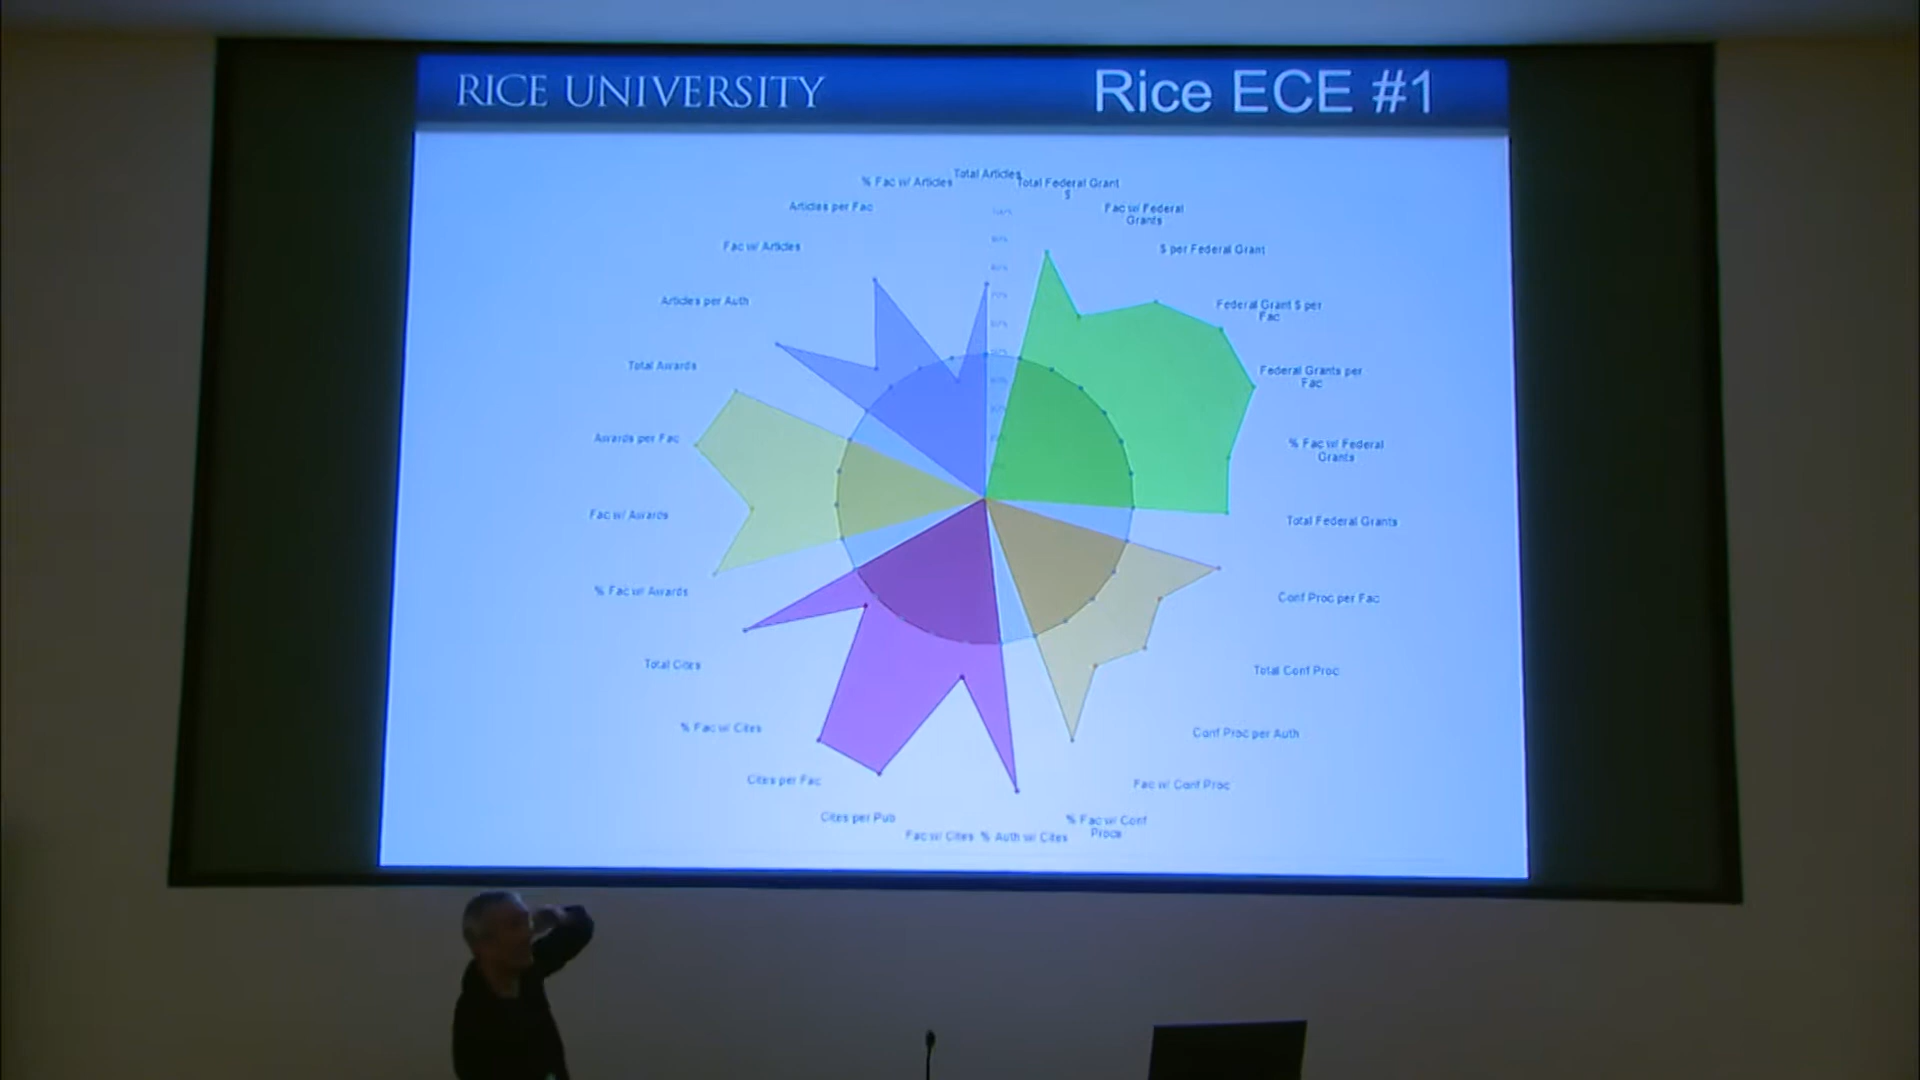 RICE UNIVERSITY
Rice ECE #1
Total Articles
% Fac w/ Articles
Total Federal Grant
$
Articles per Fac
Fac w/ Federal
Grants
Fac w/ Articles
$ per Federal Grant
Articles per Auth
Federal Grant $ per
Fac
Total Awards
Federal Grants per
Fac
Awards per Fac
% Fac w/ Federal
Grants
Fac w/ Awards
Total Federal Grants
% Fac w/ Awards
Conf Proc per Fac
Total Cites
Total Conf Proc
% Fac w/ Cites
Conf Proc per Auth
Cites per Fac
Fac w/ Conf Proc
Cites per Pub
% Fac w/ Conf
Procs
Fac w/ Cites
% Auth w/ Cites